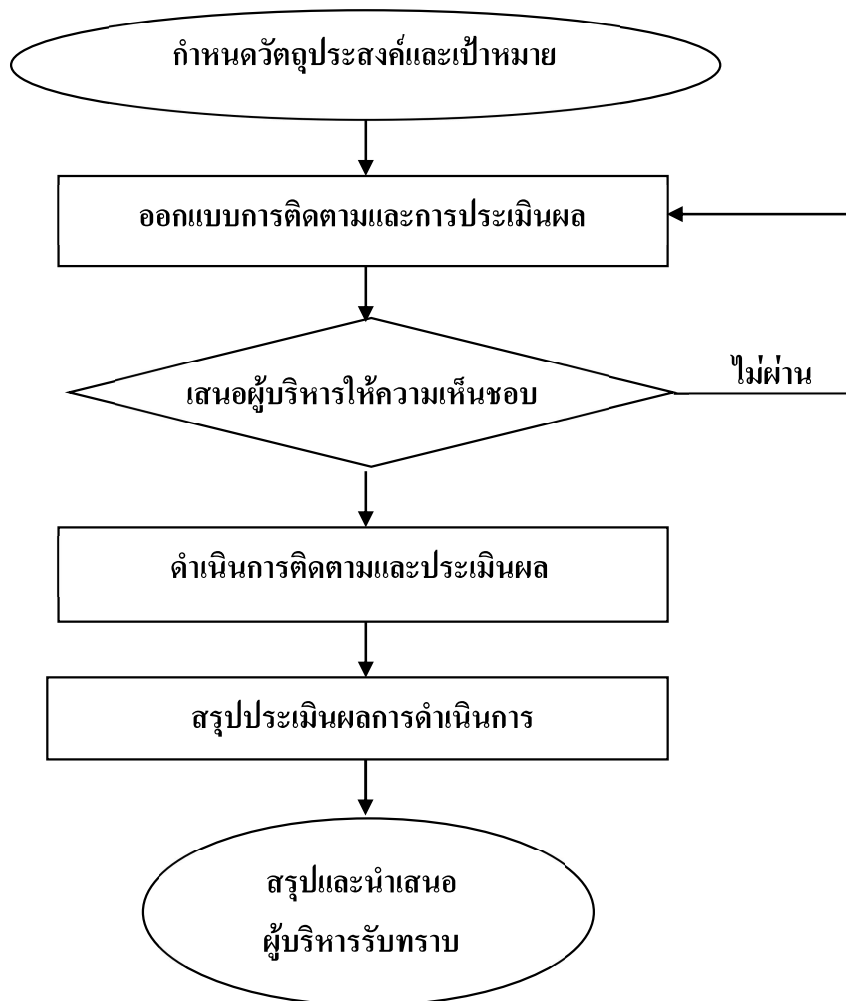 กำหนดวัตถุประสงค์และเป้าหมาย
ออกแบบการติดตามและการประเมินผล
เสนอผู้บริหารให้ความเห็นชอบ
ไม่ผ่าน
ดำเนินการติดตามและประเมินผล
สรุปประเมินผลการดำเนินการ
สรุปและนำเสนอ
ผู้บริหารรับทราบ